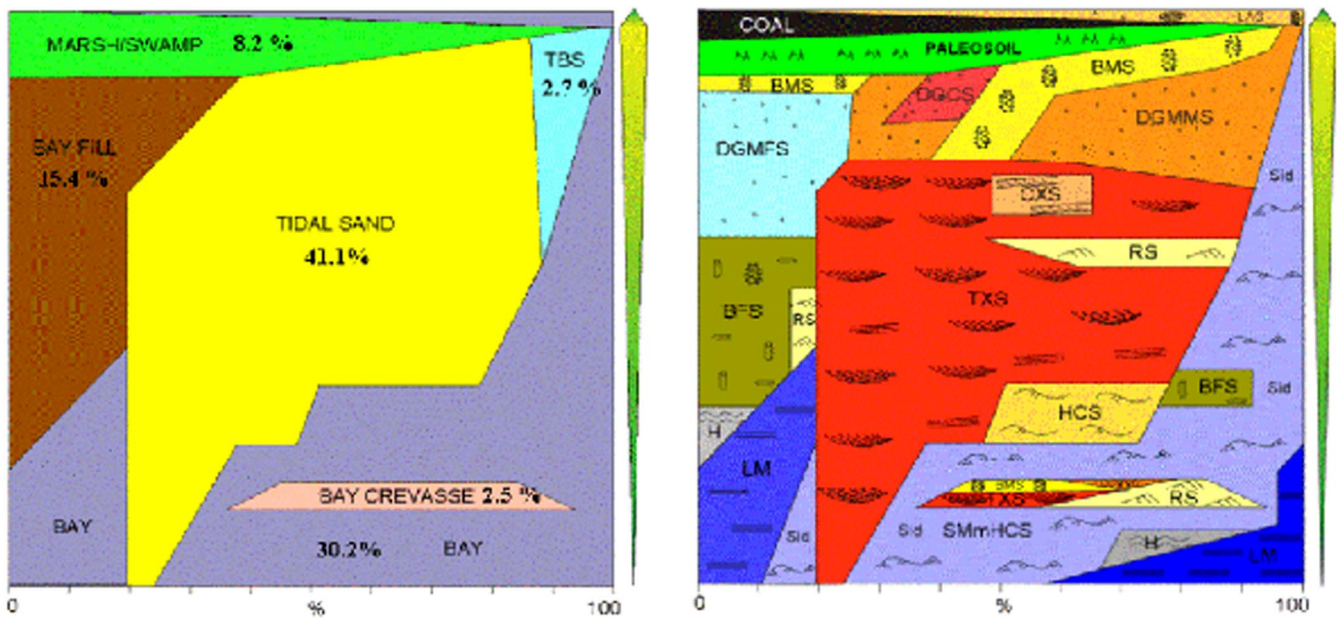 MARSH/SWAMP 8.2 %
TBS
2.7 %
BAY FILL
15.4 %
TIDAL SAND
41.1%
BAY CREVASSE 2.5 %
BAY
30.2% BAY
0 % 100
COAL
LAG
PALEOSOIL
BMS
BMS
DGCS
DGMMS
DGMFS
Sid
CXS
RS
TXS
BFS
RS
BFS
Sid
HCS
H
LM
BMS
TXS
RS
Sid
SMmHCS
Sid
H
LM
0 % 100